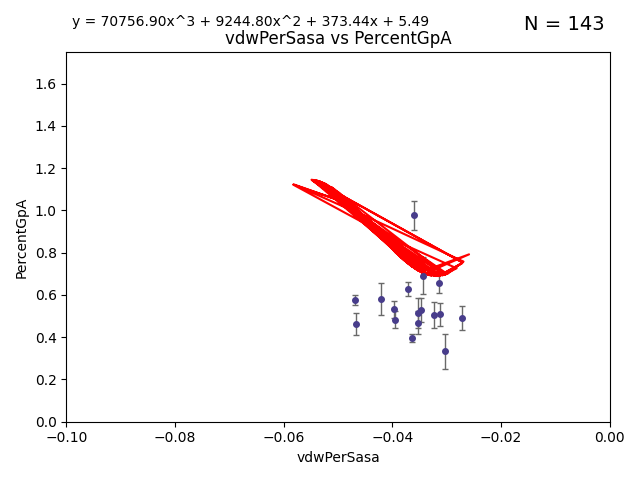 y = 70756.90x^3 + 9244.80x^2 + 373.44x + 5.49
N = 143
vdwPerSasa vs PercentGpA
1.6
1.4
1.2
1.0
0.8
0.6
0.4
0.2
0.0
PercentGpA
−0.10 −0.08 −0.06 −0.04 −0.02 0.00
vdwPerSasa